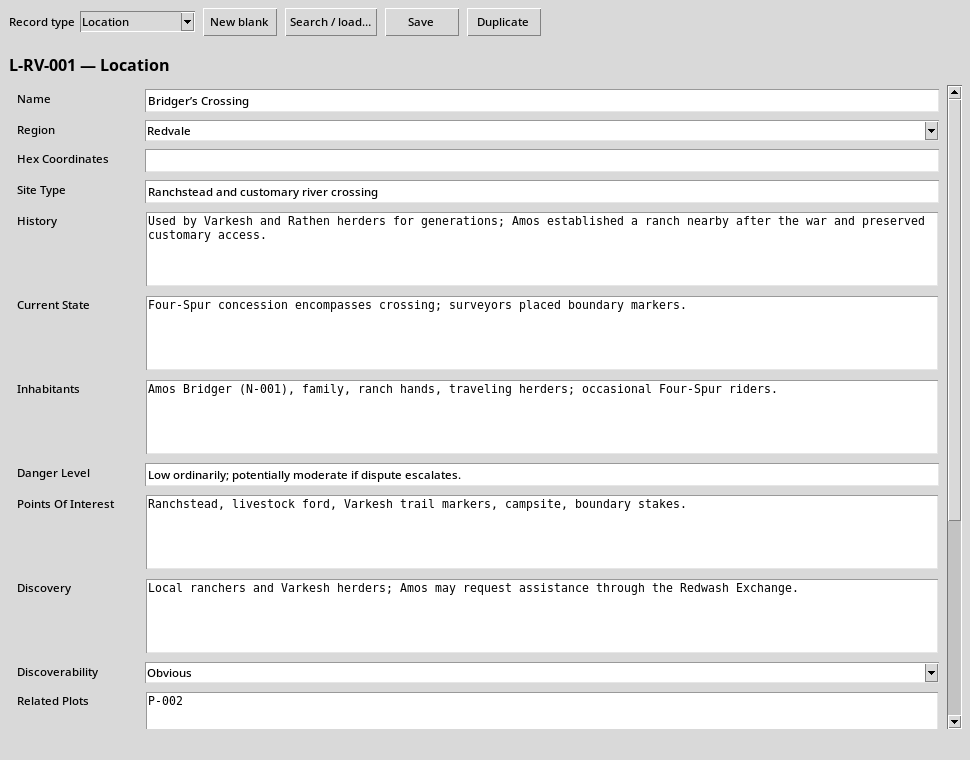 Record type Location New blank Search / load... Save Duplicate
L-RV-001 — Location
Name Bridger’s Crossing
Region Redvale
Hex Coordinates
Site Type Ranchstead and customary river crossing
History Used by Varkesh and Rathen herders for generations; Amos established a ranch nearby after the war and preserved
customary access.
Current State Four-Spur concession encompasses crossing; surveyors placed boundary markers.
Inhabitants Amos Bridger (N-001), family, ranch hands, traveling herders; occasional Four-Spur riders.
Danger Level Low ordinarily; potentially moderate if dispute escalates.
Points Of Interest Ranchstead, livestock ford, Varkesh trail markers, campsite, boundary stakes.
Discovery Local ranchers and Varkesh herders; Amos may request assistance through the Redwash Exchange.
Discoverability Obvious
Related Plots P-002